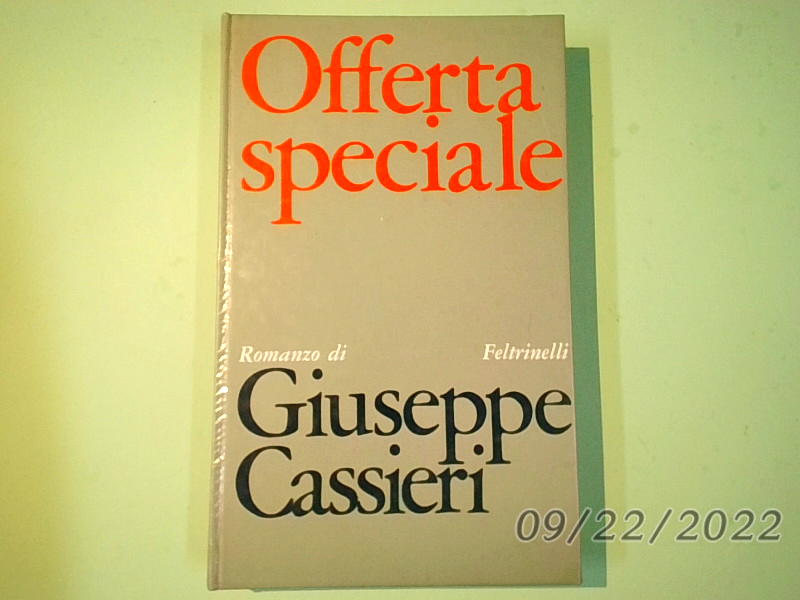 Offerta
speciale
Romanzo di
Feltrinelli
Giuseppe
Cassieri
09/22/2022